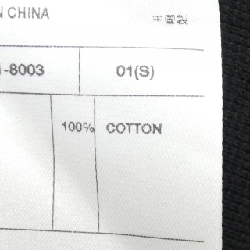 N CHINA 中国製
-8003 01(S)
100% COTTON